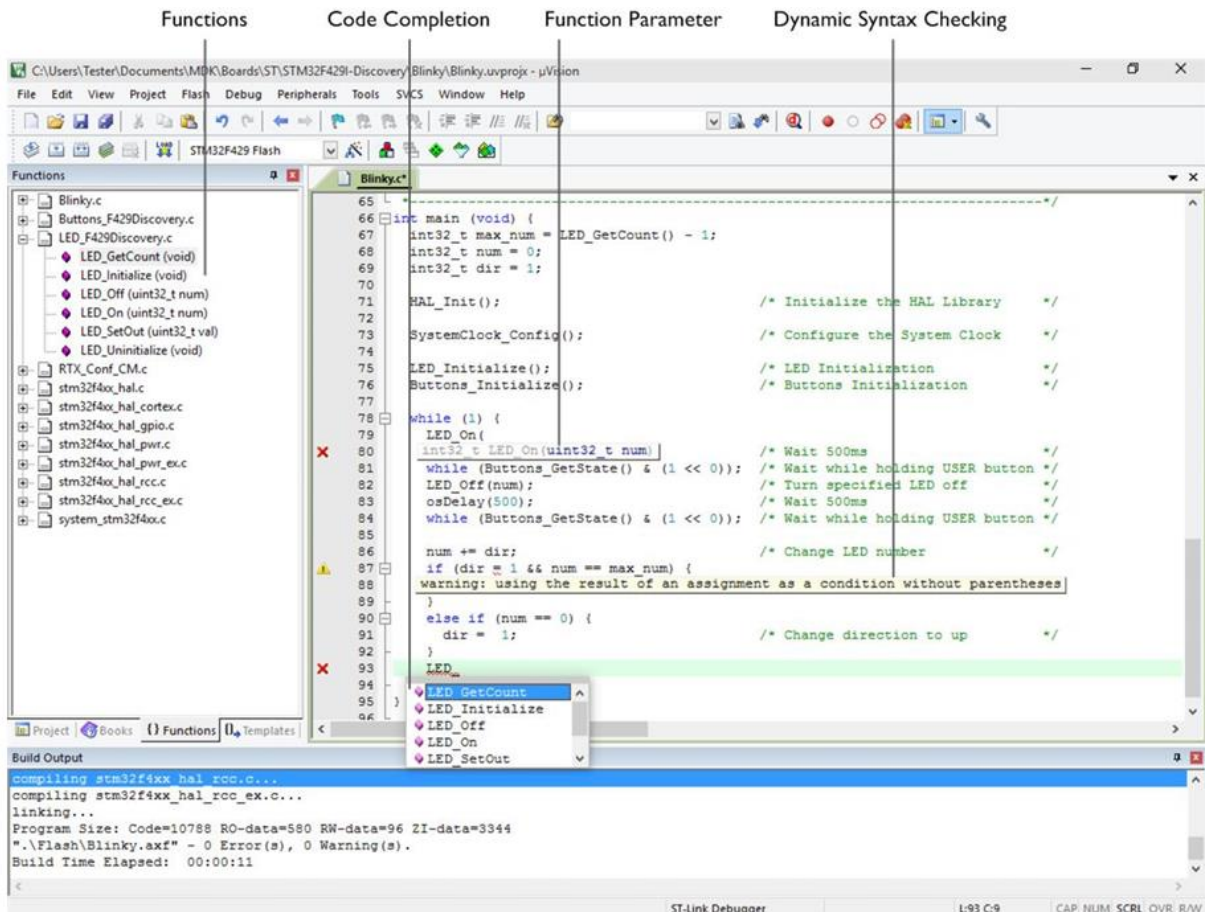 Functions Code Completion Function Parameter Dynamic Syntax Checking
C:\Users\Tester\Documents\MDK\Boards\ST\STM32F429I-Discovery\Blinky\Blinky.uvprojx - µVision
File Edit View Project Flash Debug Peripherals Tools SVCS Window Help
LOAD STM32F429 Flash
Functions
Blinky.c
Buttons_F429Discovery.c
LED_F429Discovery.c
LED_GetCount (void)
LED_Initialize (void)
LED_Off (uint32_t num)
LED_On (uint32_t num)
LED_SetOut (uint32_t val)
LED_Uninitialize (void)
RTX_Conf_CM.c
stm32f4xx_hal.c
stm32f4xx_hal_cortex.c
stm32f4xx_hal_gpio.c
stm32f4xx_hal_pwr.c
stm32f4xx_hal_pwr_ex.c
stm32f4xx_hal_rcc.c
stm32f4xx_hal_rcc_ex.c
system_stm32f4xx.c
Project Books {} Functions Templates
Blinky.c*
65 *----------------------------------------------------------------------------*/
66 int main (void) {
67 int32_t max_num = LED_GetCount() - 1;
68 int32_t num = 0;
69 int32_t dir = 1;
70
71 HAL_Init(); /* Initialize the HAL Library */
72
73 SystemClock_Config(); /* Configure the System Clock */
74
75 LED_Initialize(); /* LED Initialization */
76 Buttons_Initialize(); /* Buttons Initialization */
77
78 while (1) {
79 LED_On(
80 int32_t LED_On(uint32_t num) /* Wait 500ms */
81 while (Buttons_GetState() & (1 << 0)); /* Wait while holding USER button */
82 LED_Off(num); /* Turn specified LED off */
83 osDelay(500); /* Wait 500ms */
84 while (Buttons_GetState() & (1 << 0)); /* Wait while holding USER button */
85
86 num += dir; /* Change LED number */
87 if (dir = 1 && num == max_num) {
88 warning: using the result of an assignment as a condition without parentheses
89 }
90 else if (num == 0) {
91 dir = 1; /* Change direction to up */
92 }
93 LED_
94
95 }
96
LED_GetCount
LED_Initialize
LED_Off
LED_On
LED_SetOut
Build Output
compiling stm32f4xx_hal_rcc.c...
compiling stm32f4xx_hal_rcc_ex.c...
linking...
Program Size: Code=10788 RO-data=580 RW-data=96 ZI-data=3344
".\Flash\Blinky.axf" - 0 Error(s), 0 Warning(s).
Build Time Elapsed: 00:00:11
ST-Link Debugger L:93 C:9 CAP NUM SCRL OVR R/W